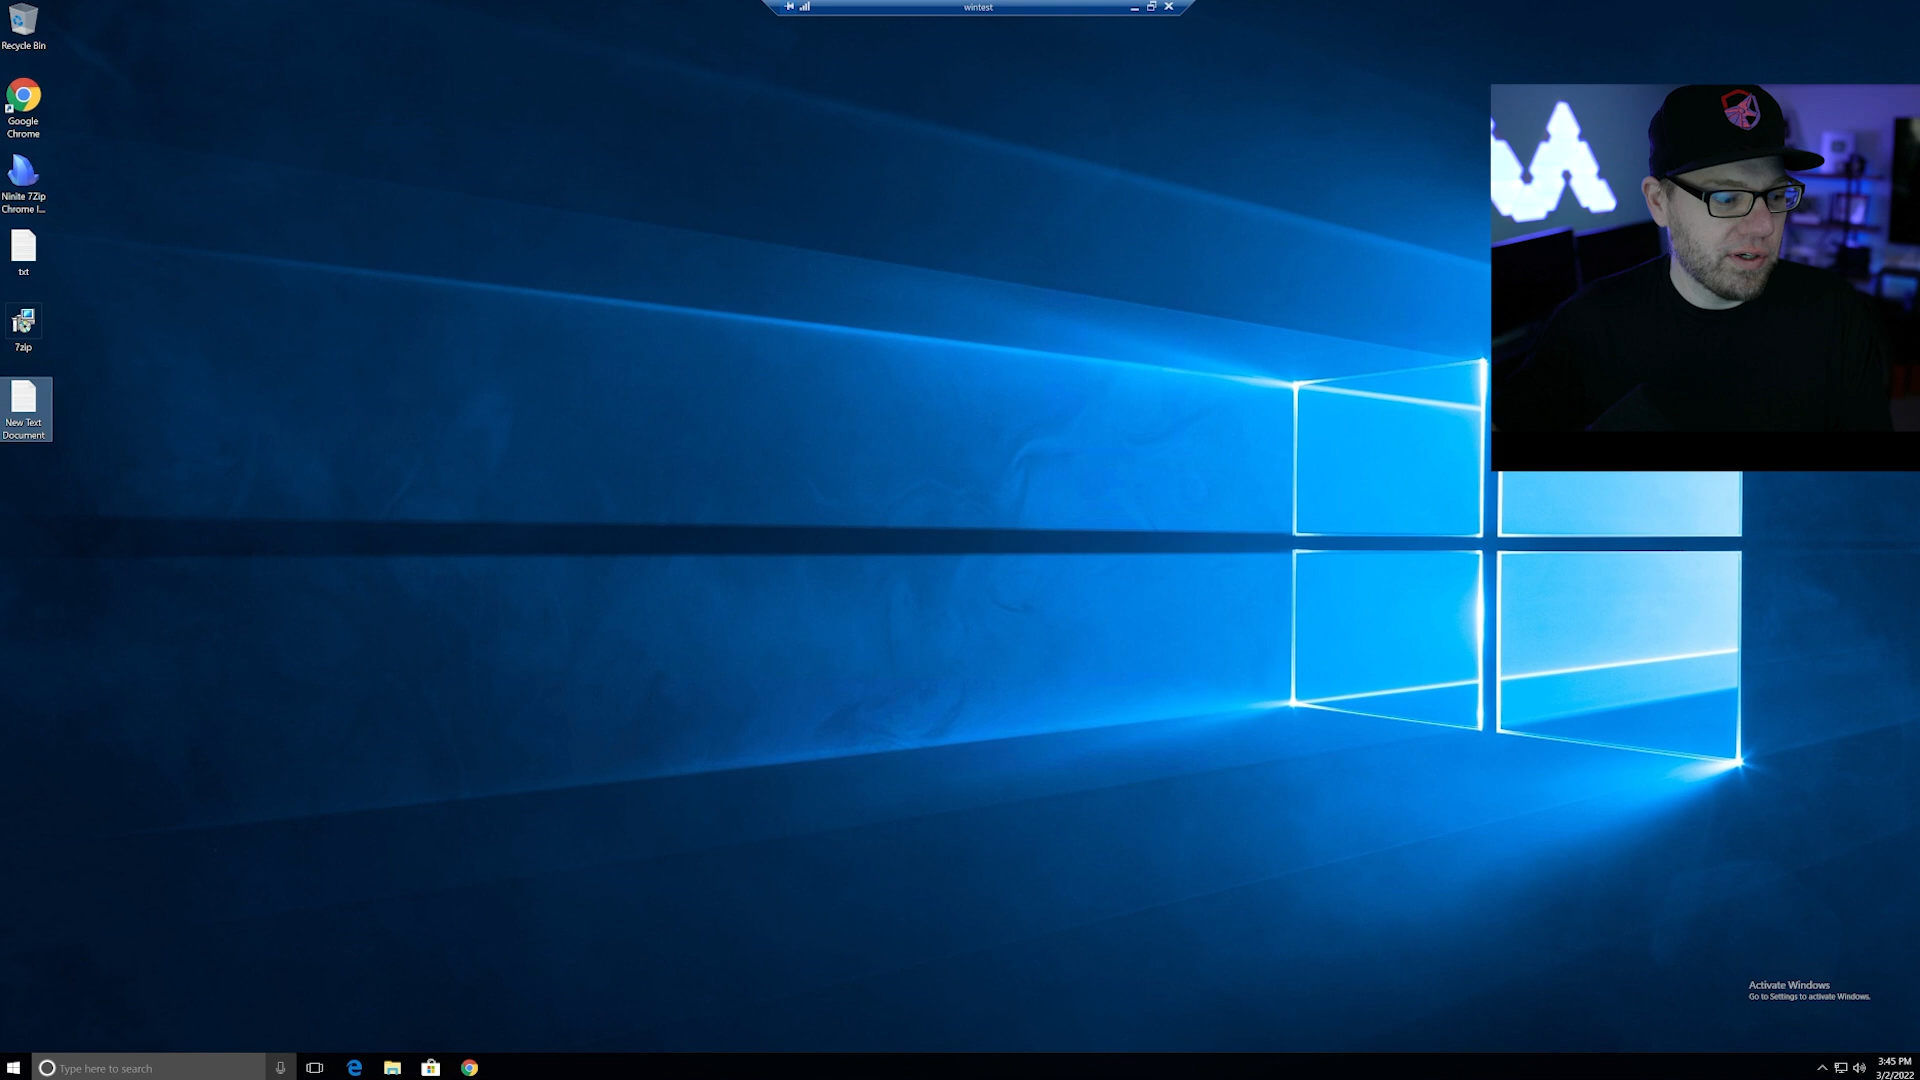 wintest
Recycle Bin
Google
Chrome
Ninite 7Zip
Chrome I...
txt
7zip
New Text
Document
Activate Windows
Go to Settings to activate Windows.
Type here to search
3:45 PM
3/2/2022